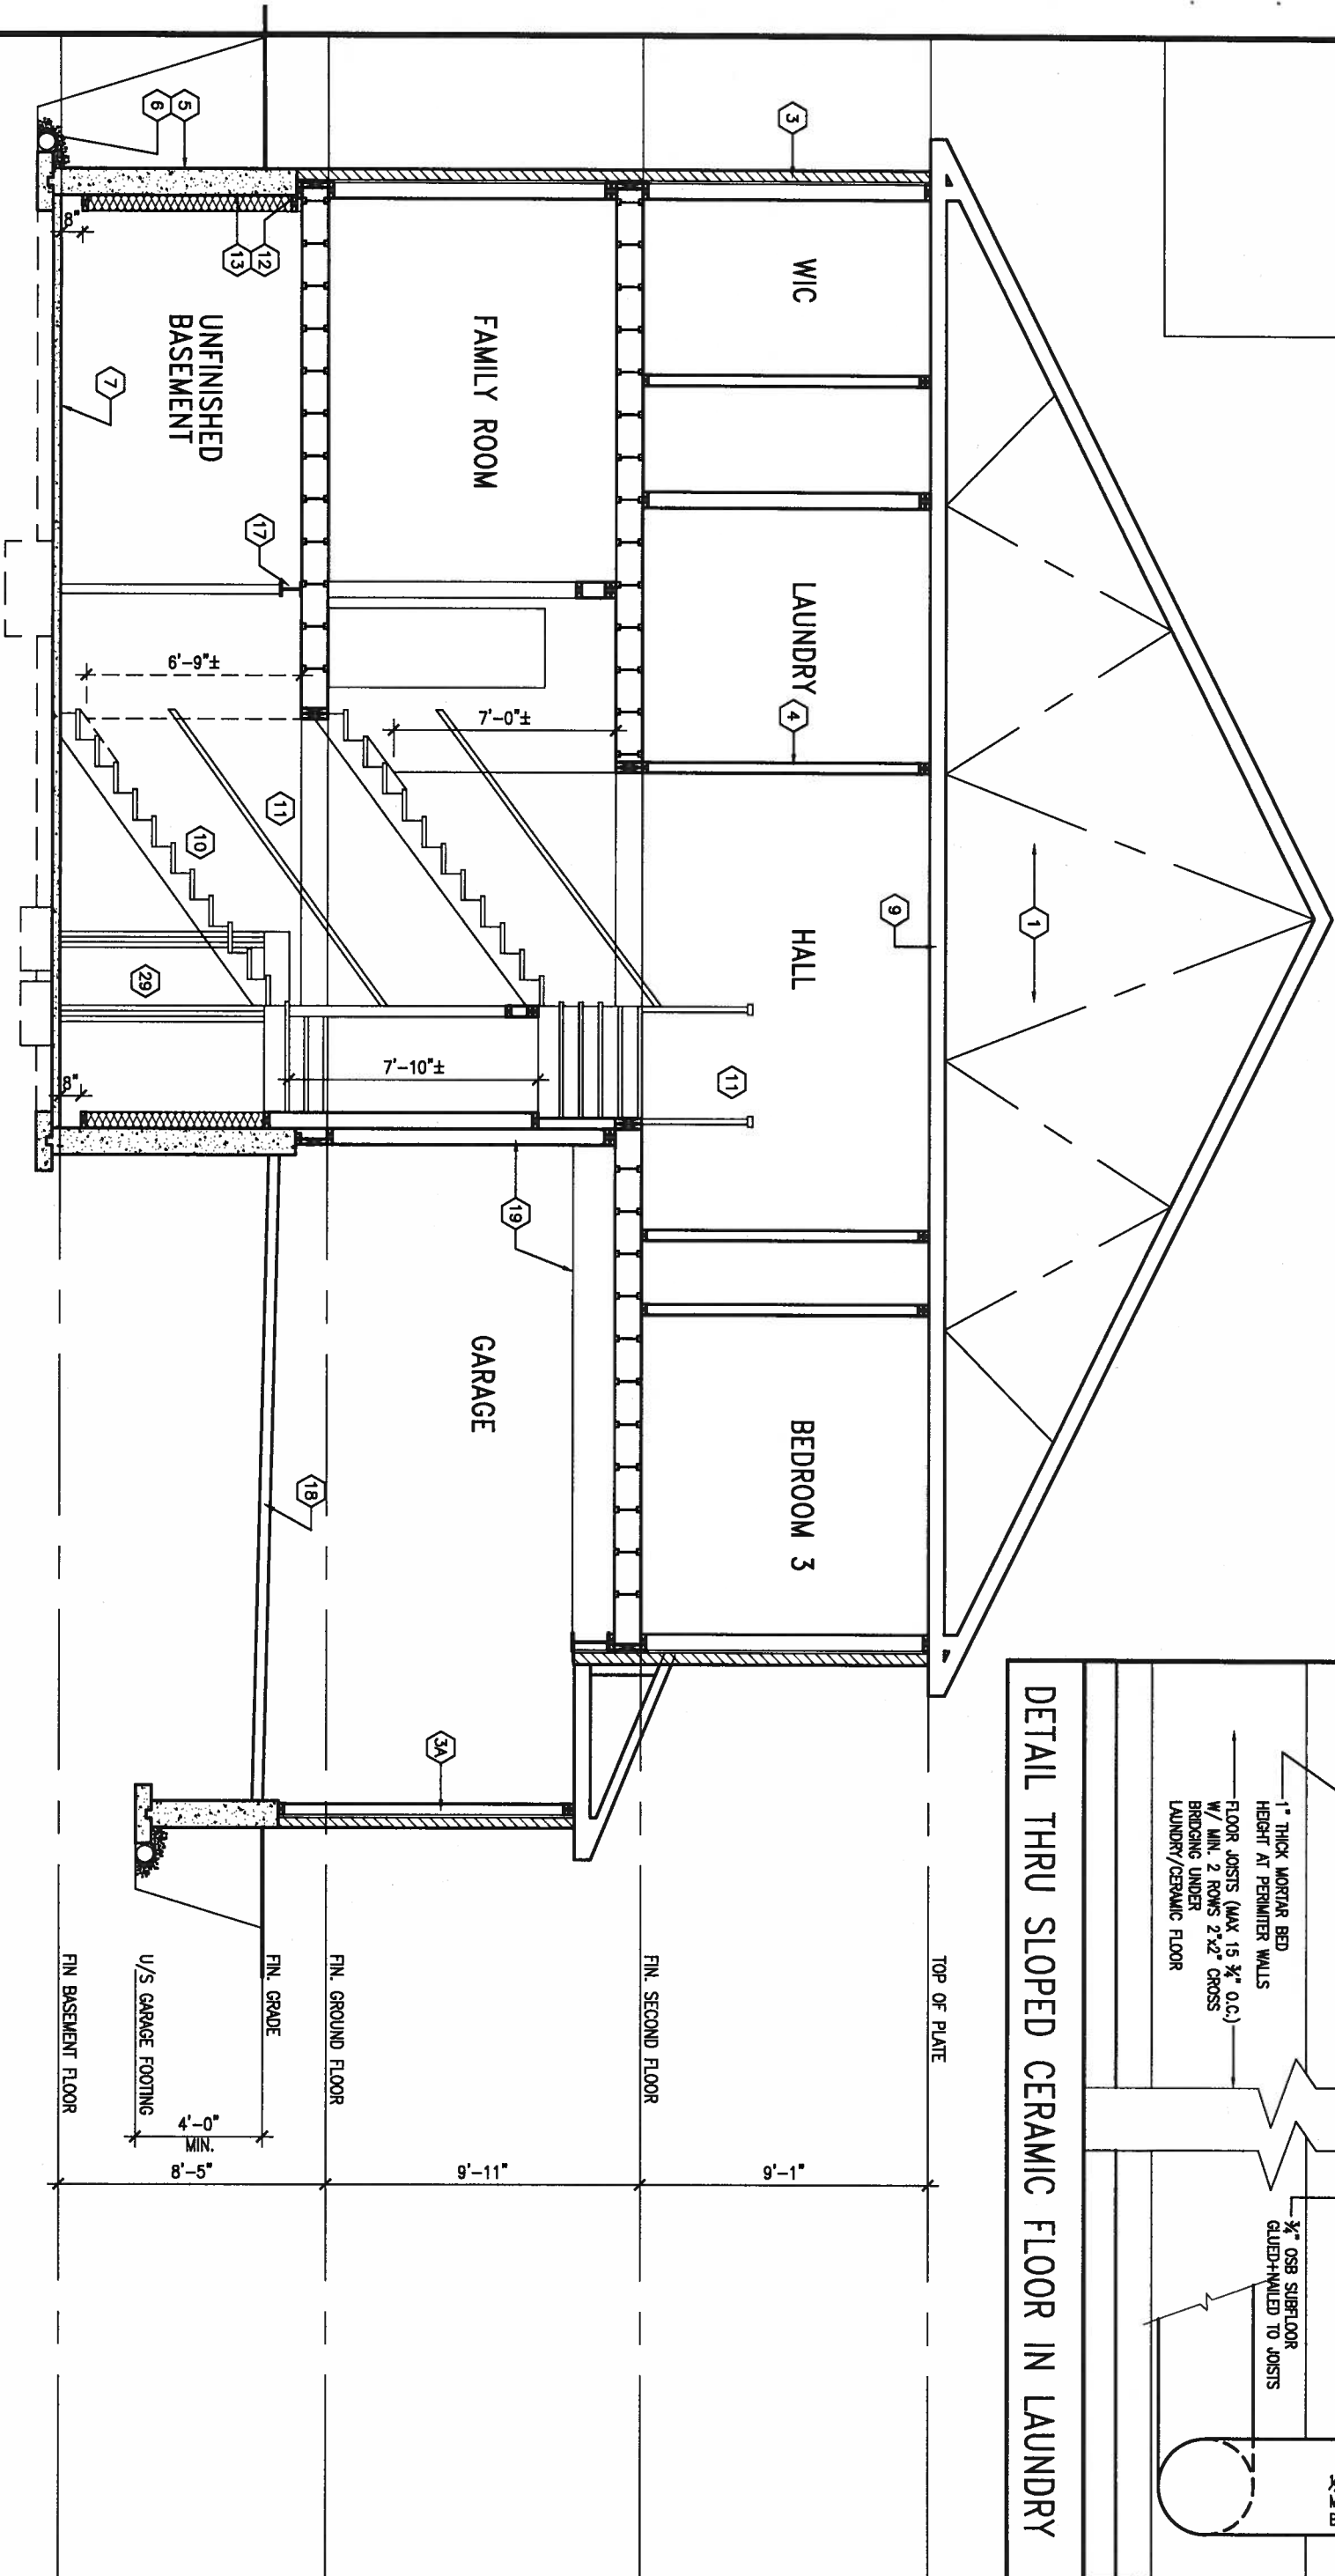 1
9
3
WIC
LAUNDRY
4
HALL
11
BEDROOM 3
FAMILY ROOM
7'-0"±
7'-10"±
19
GARAGE
3A
18
5
6
12
13
8"
UNFINISHED
BASEMENT
7
17
6'-9"±
11
10
29
8"
TOP OF PLATE
FIN. SECOND FLOOR
FIN. GROUND FLOOR
FIN. GRADE
U/S GARAGE FOOTING
FIN BASEMENT FLOOR
9'-1"
9'-11"
8'-5"
4'-0"
MIN.
1" THICK MORTAR BED
HEIGHT AT PERIMITER WALLS
FLOOR JOISTS (MAX 15 ¾" O.C.)
W/ MIN. 2 ROWS 2"x2" CROSS
BRIDGING UNDER
LAUNDRY/CERAMIC FLOOR
¾" OSB SUBFLOOR
GLUED+NAILED TO JOISTS
DETAIL THRU SLOPED CERAMIC FLOOR IN LAUNDRY